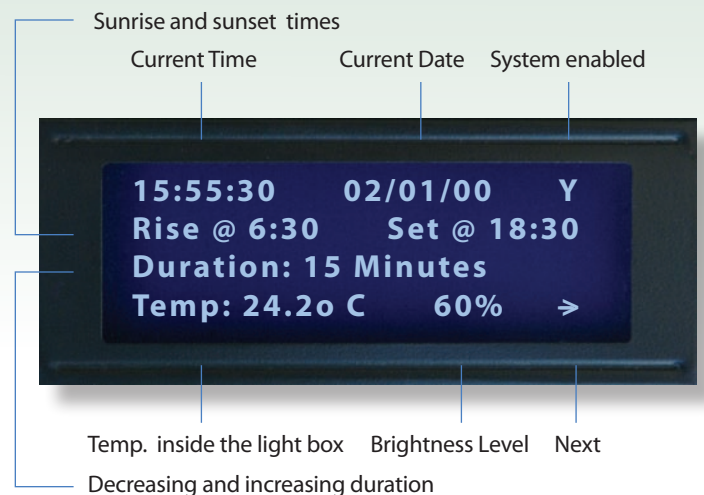 Sunrise and sunset times
Current Time Current Date System enabled
15:55:30 02/01/00 Y
Rise @ 6:30 Set @ 18:30
Duration: 15 Minutes
Temp: 24.2o C 60% →
Temp. inside the light box Brightness Level Next
Decreasing and increasing duration